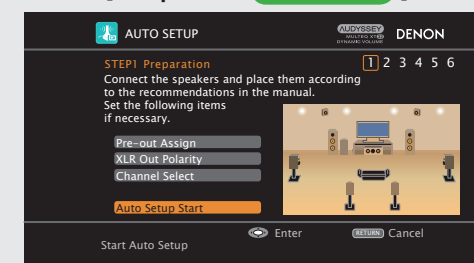 AUTO SETUP
AUDYSSEY
MULTEQ XT32
DYNAMIC VOLUME
DENON
STEP1 Preparation
1 2 3 4 5 6
Connect the speakers and place them according
to the recommendations in the manual.
Set the following items
if necessary.
Pre-out Assign
XLR Out Polarity
Channel Select
Auto Setup Start
Enter
RETURN Cancel
Start Auto Setup